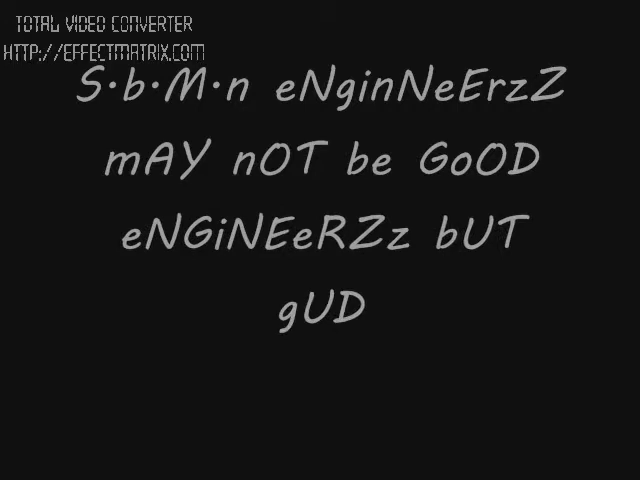 TOTAL VIDEO CONVERTER
HTTP://EFFECTMATRIX.COM
S·b·M·n eNginNeErzZ
mAY nOT be GoOD
eNGiNEeRZz bUT
gUD